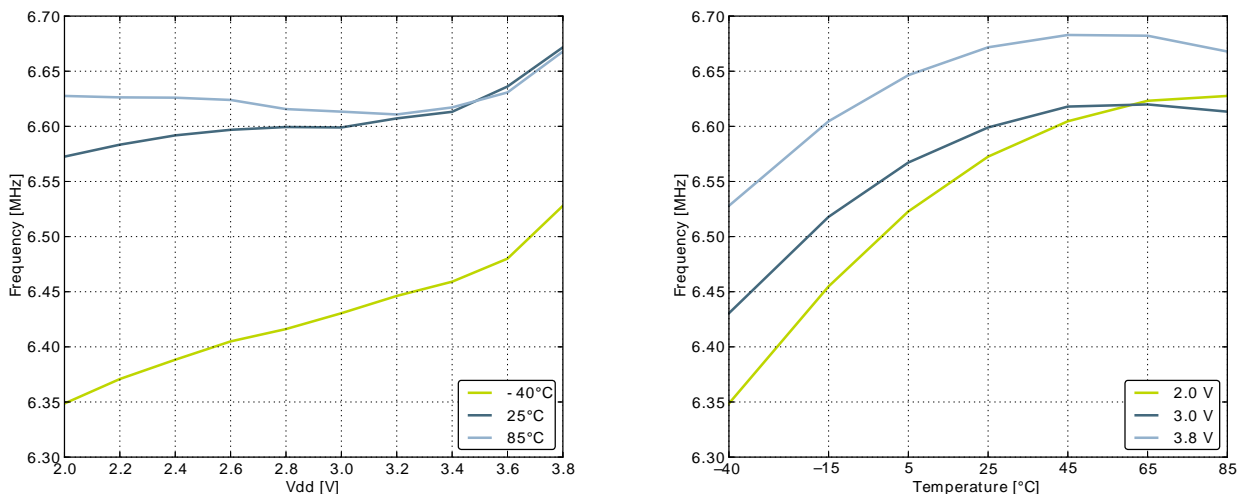 6.70
6.65
6.60
6.55
6.50
6.45
6.40
6.35
6.30
Frequency [MHz]
2.0 2.2 2.4 2.6 2.8 3.0 3.2 3.4 3.6 3.8
Vdd [V]
- 40°C
25°C
85°C
6.70
6.65
6.60
6.55
6.50
6.45
6.40
6.35
6.30
Frequency [MHz]
–40 –15 5 25 45 65 85
Temperature [°C]
2.0 V
3.0 V
3.8 V